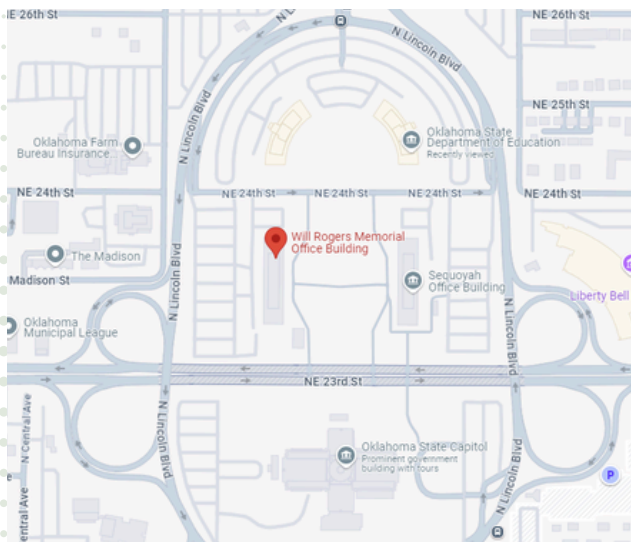 NE 26th St
N L
N Lincoln Blvd
NE 26th St
N Lincoln Blvd
NE 25th St
Oklahoma Farm
Bureau Insurance
Oklahoma State
Department of Education
Recently viewed
NE 24th St
NE 24th St
NE 24th St
NE 24th St
NE 24th St
Will Rogers Memorial
Office Building
The Madison
N Lincoln Blvd
Madison St
Sequoyah
Office Building
Liberty Bell
N Lincoln Blvd
Oklahoma
Municipal League
NE 23rd St
N Central Ave
N Lincoln Blvd
Oklahoma State Capitol
Prominent government
building with tours
N Lincoln Blvd
P
entral Ave